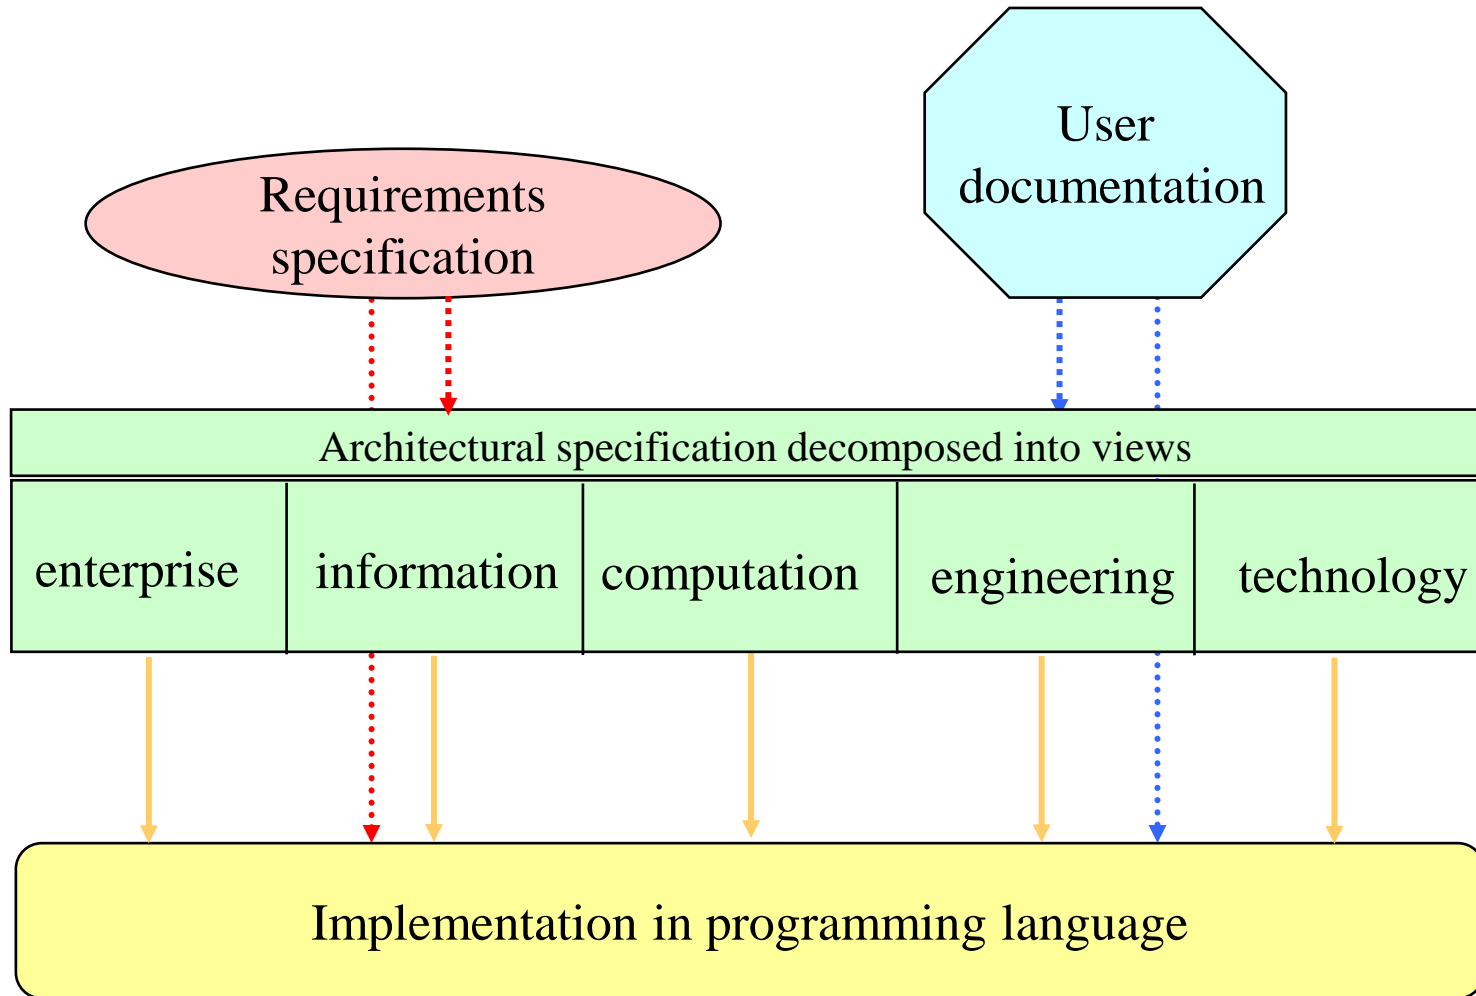 User
documentation
Requirements
specification
Architectural specification decomposed into views
enterprise
information
computation
engineering
technology
Implementation in programming language